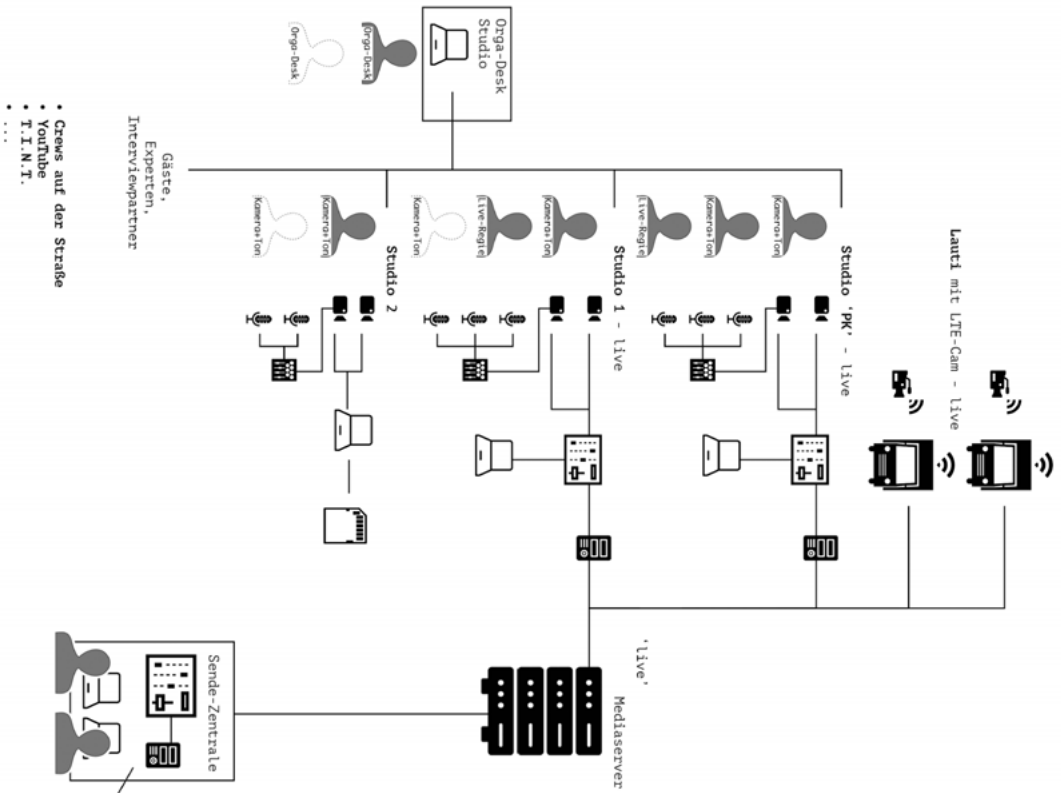 Lauti mit LTE-Cam - live
Studio 'PK' - live
Kamera+Ton
Kamera+Ton
Live-Regie
'live'
Mediaserver
Studio 1 - live
Kamera+Ton
Live-Regie
Kamera+Ton
Orga-Desk
Studio
Orga-Desk
Orga-Desk
Studio 2
Kamera+Ton
Kamera+Ton
Sende-Zentrale
Gäste,
Experten,
Interviewpartner
• Crews auf der Straße
• YouTube
• T.I.N.T.
• ...